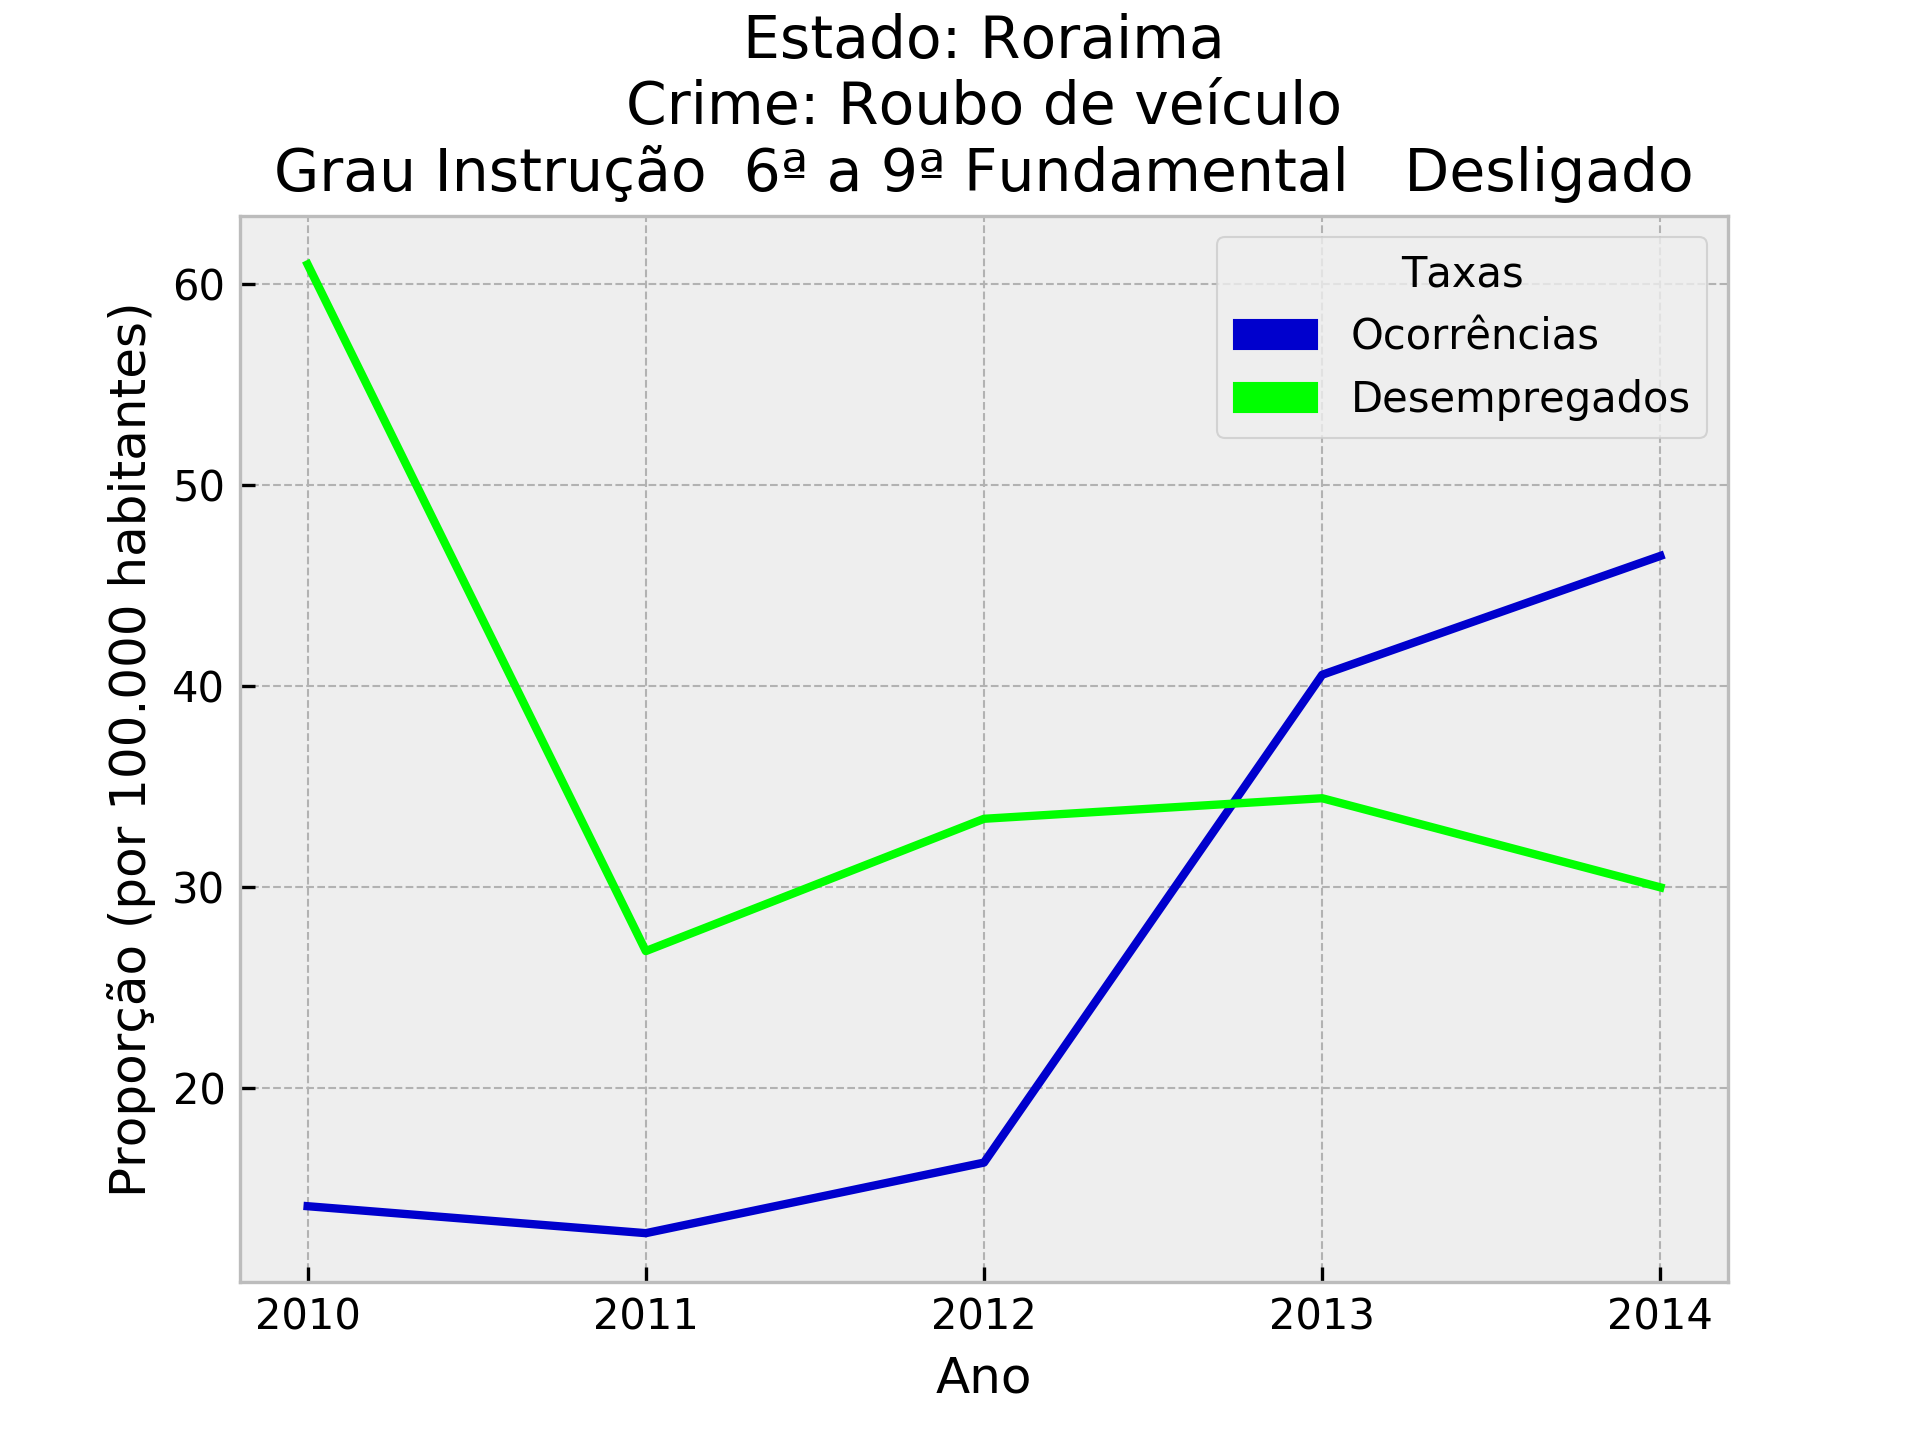 Estado: Roraima
Crime: Roubo de veículo
Grau Instrução  6ª a 9ª Fundamental   Desligado
Proporção (por 100.000 habitantes)
60
50
40
30
20
Taxas
Ocorrências
Desempregados
2010 2011 2012 2013 2014
Ano